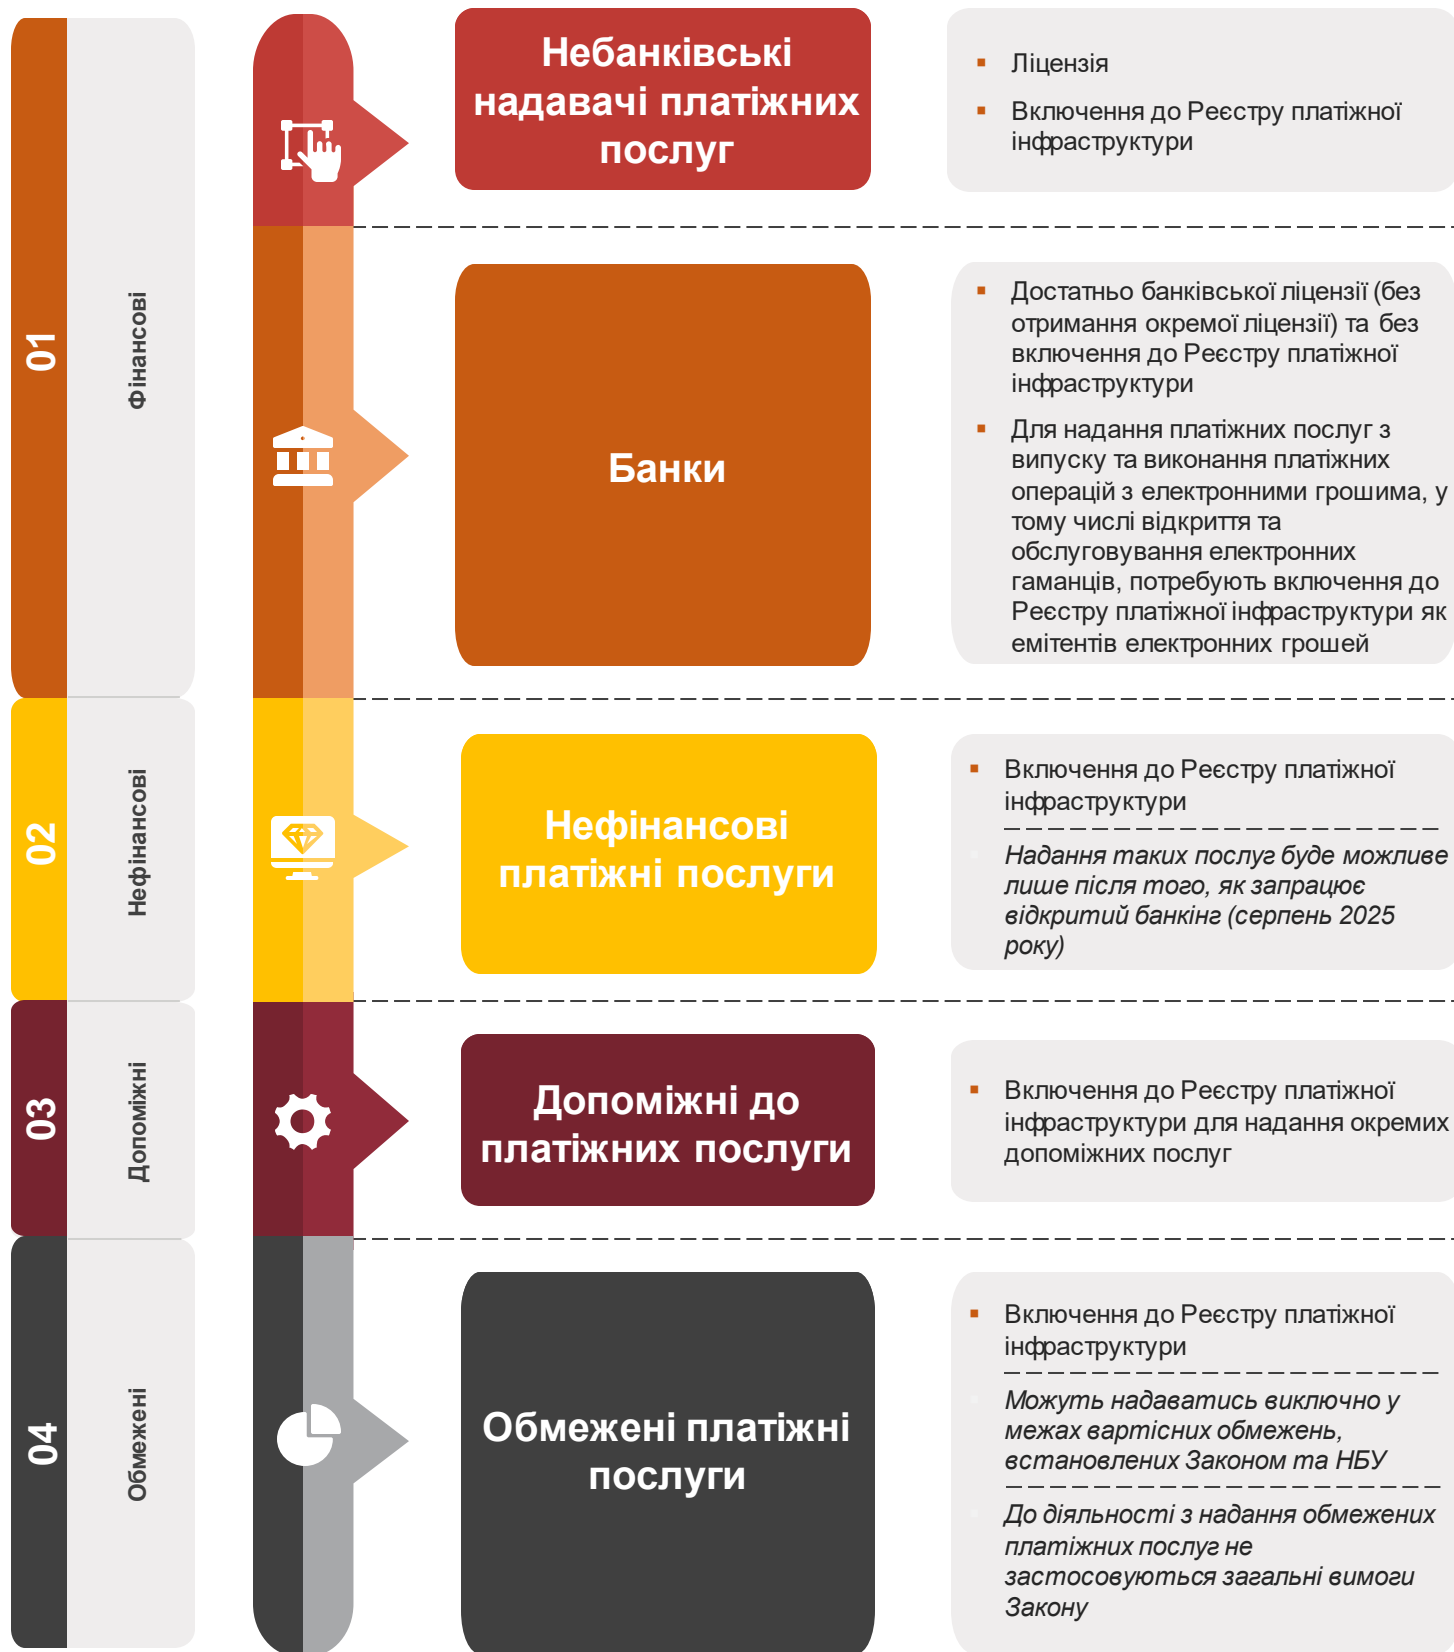 01
Фінансові
Небанківські
надавачі платіжних
послуг
▪ Ліцензія
▪ Включення до Реєстру платіжної
інфраструктури
Банки
▪ Достатньо банківської ліцензії (без
отримання окремої ліцензії) та без
включення до Реєстру платіжної
інфраструктури
▪ Для надання платіжних послуг з
випуску та виконання платіжних
операцій з електронними грошима, у
тому числі відкриття та
обслуговування електронних
гаманців, потребують включення до
Реєстру платіжної інфраструктури як
емітентів електронних грошей
02
Нефінансові
Нефінансові
платіжні послуги
▪ Включення до Реєстру платіжної
інфраструктури
Надання таких послуг буде можливе
лише після того, як запрацює
відкритий банкінг (серпень 2025
року)
03
Допоміжні
Допоміжні до
платіжних послуги
▪ Включення до Реєстру платіжної
інфраструктури для надання окремих
допоміжних послуг
04
Обмежені
Обмежені платіжні
послуги
▪ Включення до Реєстру платіжної
інфраструктури
Можуть надаватись виключно у
межах вартісних обмежень,
встановлених Законом та НБУ
До діяльності з надання обмежених
платіжних послуг не
застосовуються загальні вимоги
Закону